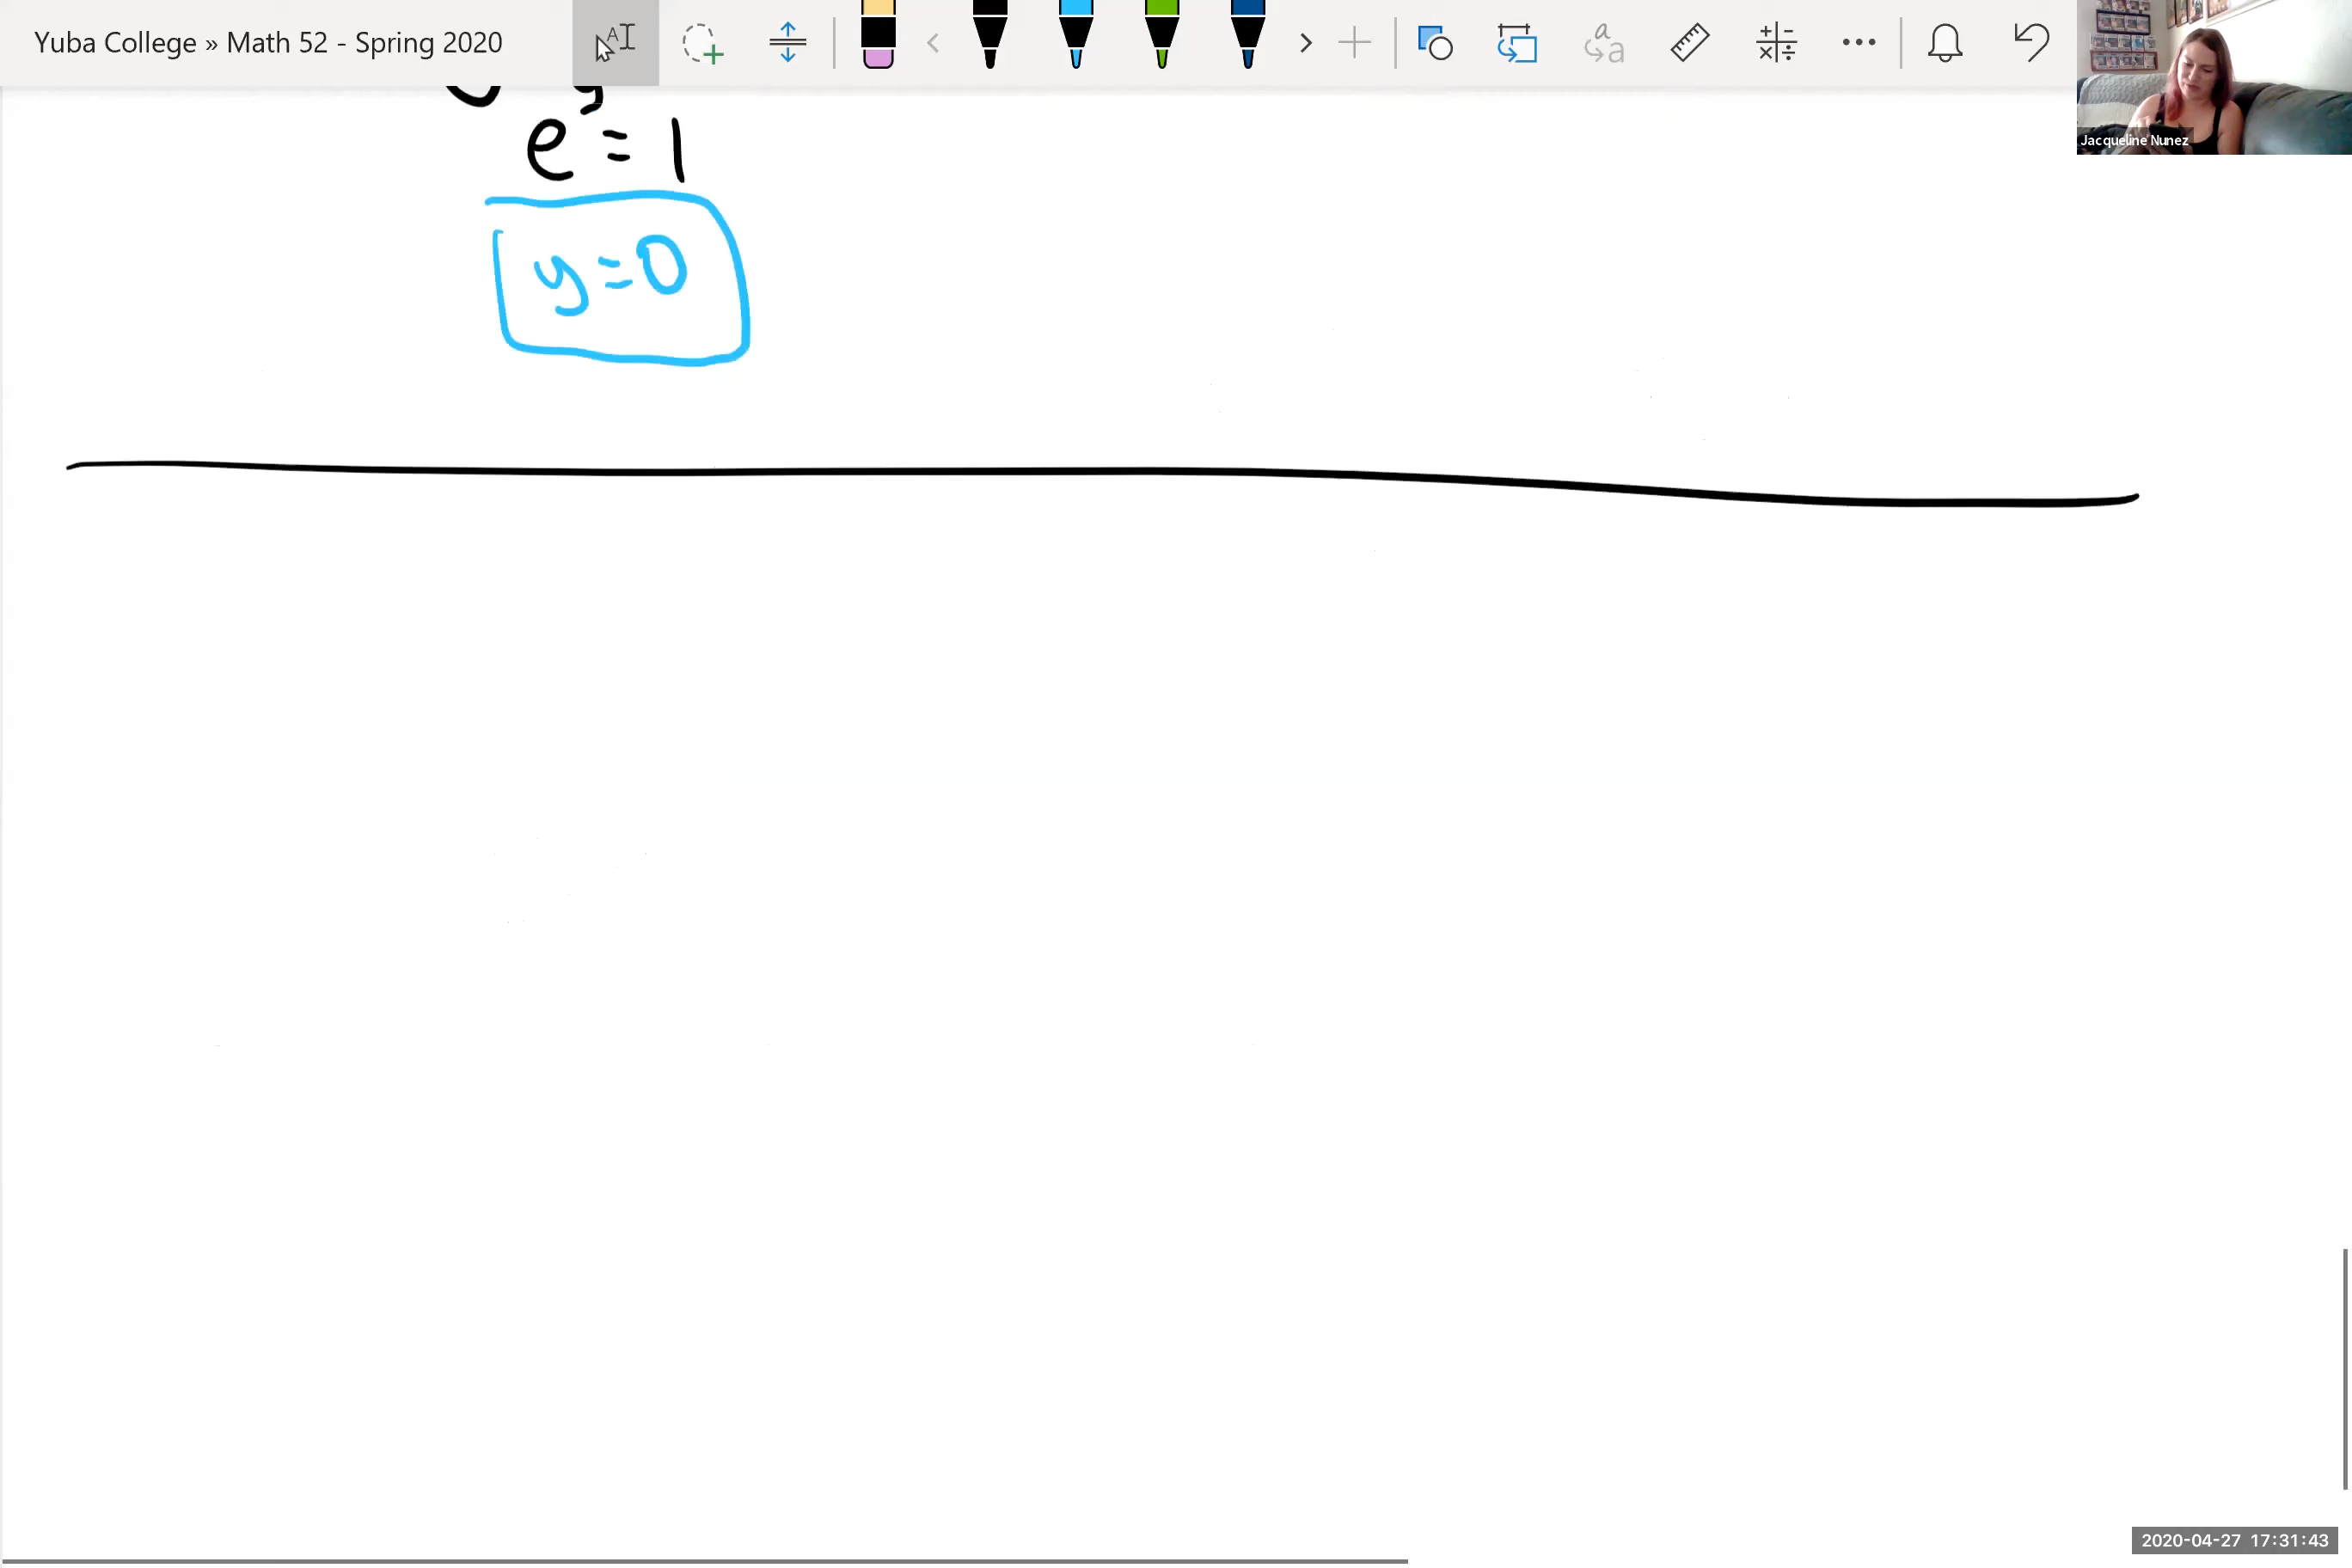 Yuba College » Math 52 - Spring 2020
Jacqueline Nunez
e^y = 1
y=0
2020-04-27 17:31:43